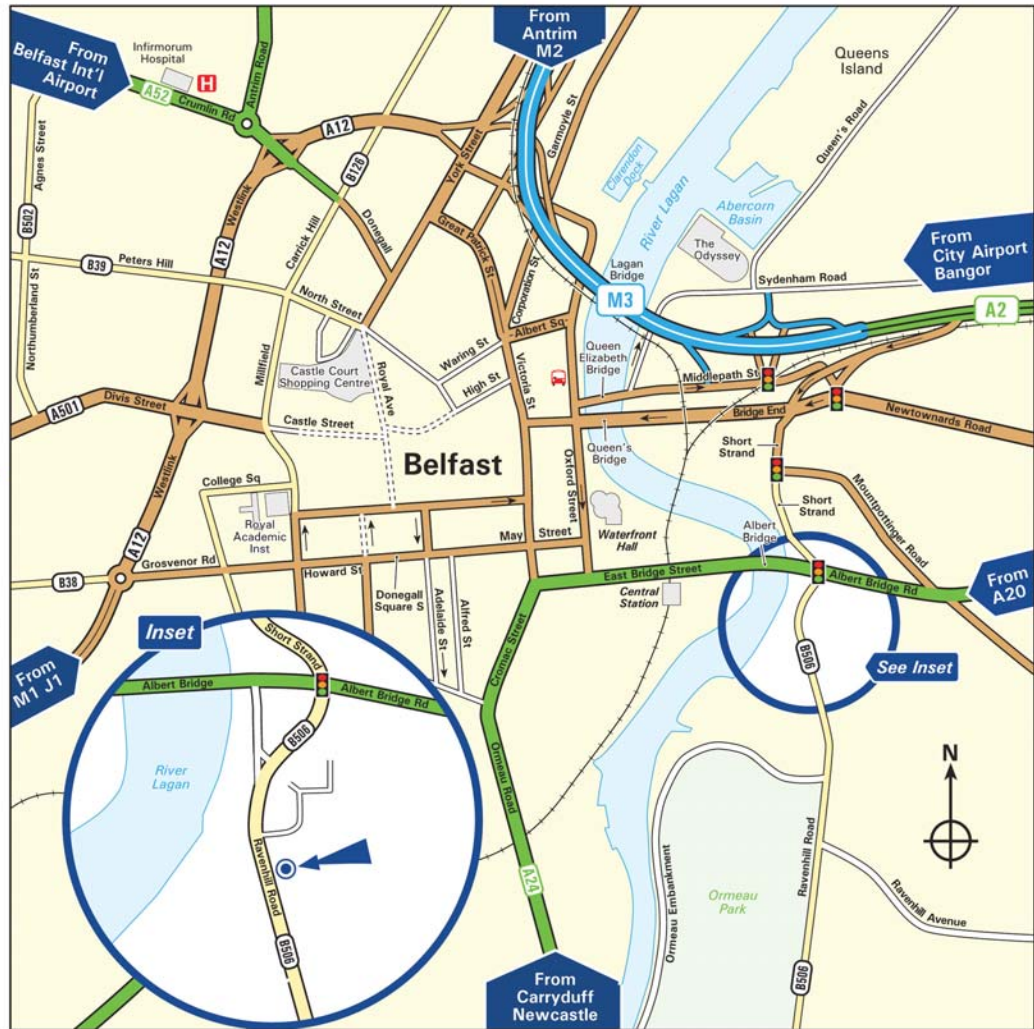 From
Antrim
M2
From
Belfast Int'l
Airport
Infirmorum
Hospital
H
A52
Crumlin Rd
Antrim Road
A12
B126
York Street
Garmoyle St
Clarendon
Dock
River Lagan
Queens
Island
Queen's Road
Abercorn
Basin
The
Odyssey
Lagan
Bridge
Sydenham Road
From
City Airport
Bangor
A2
M3
Agnes Street
B502
Northumberland St
B39
Peters Hill
Westlink
A12
Carrick Hill
Donegall
Great Patrick St
Corporation St
North Street
Albert Sq
Waring St
High St
Victoria St
Castle Court
Shopping Centre
Royal Ave
Millfield
Castle Street
Divis Street
A501
Queen
Elizabeth
Bridge
Middlepath St
Bridge End
Queen's
Bridge
Newtownards Road
Short
Strand
Short
Strand
Mountpottinger Road
Belfast
Oxford Street
College Sq
Royal
Academic
Inst
Westlink
A12
May
Street
Waterfront
Hall
Albert
Bridge
B38
Grosvenor Rd
Howard St
Donegall
Square S
Adelaide St
Alfred St
East Bridge Street
Central
Station
Albert Bridge Rd
From
A20
From
M1 J1
Cromac Street
B506
See Inset
Inset
Short Strand
Albert Bridge
Albert Bridge Rd
B506
River
Lagan
Ravenhill Road
B506
Ormeau Road
A24
Ormeau Embankment
Ormeau
Park
Ravenhill Road
Ravenhill Avenue
B506
N
From
Carryduff
Newcastle